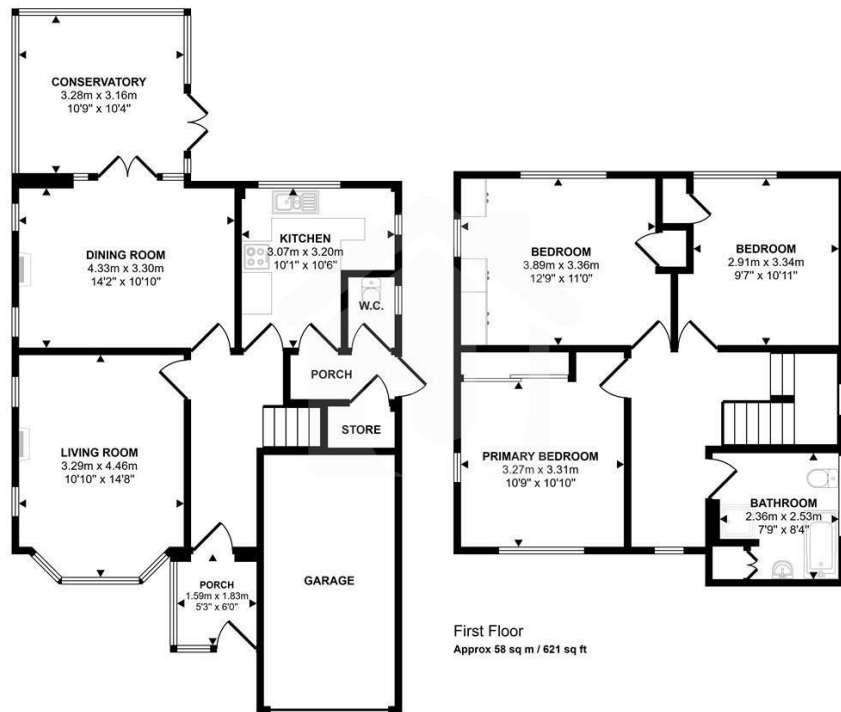 CONSERVATORY
3.28m x 3.16m
10'9" x 10'4"
DINING ROOM
4.33m x 3.30m
14'2" x 10'10"
KITCHEN
3.07m x 3.20m
10'1" x 10'6"
W.C.
PORCH
STORE
LIVING ROOM
3.29m x 4.46m
10'10" x 14'8"
PORCH
1.59m x 1.83m
5'3" x 6'0"
GARAGE
BEDROOM
3.89m x 3.36m
12'9" x 11'0"
BEDROOM
2.91m x 3.34m
9'7" x 10'11"
PRIMARY BEDROOM
3.27m x 3.31m
10'9" x 10'10"
BATHROOM
2.36m x 2.53m
7'9" x 8'4"
First Floor
Approx 58 sq m / 621 sq ft